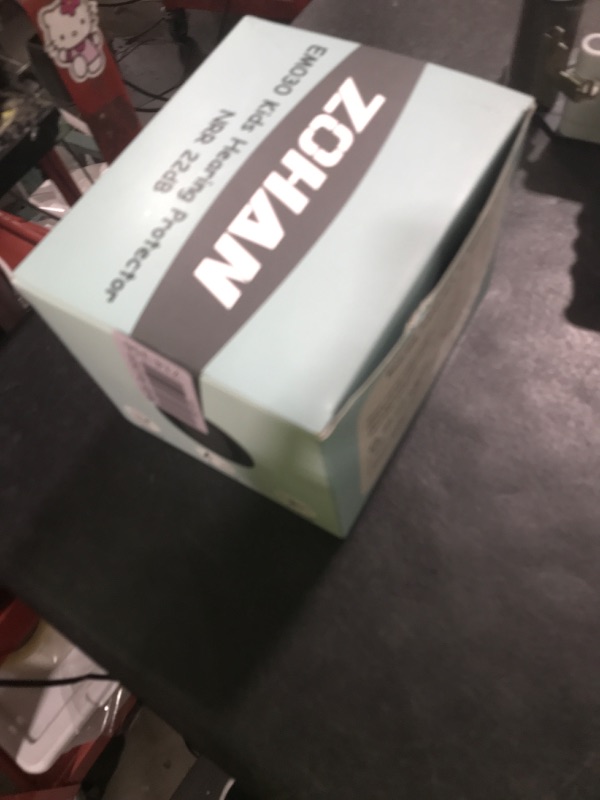 ZOHAN
EM030 Kids Hearing Protector
NRR 22dB